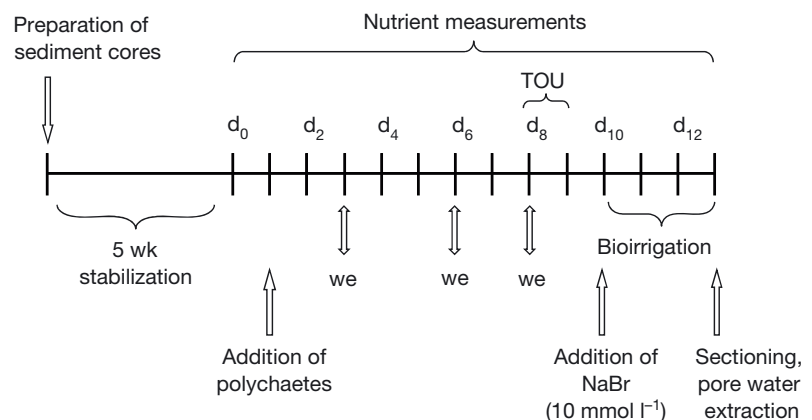 Preparation of
sediment cores
Nutrient measurements
TOU
d0 d2 d4 d6 d8 d10 d12
5 wk
stabilization
we we we
Bioirrigation
Addition of
polychaetes
Addition of
NaBr
(10 mmol l–1)
Sectioning,
pore water
extraction